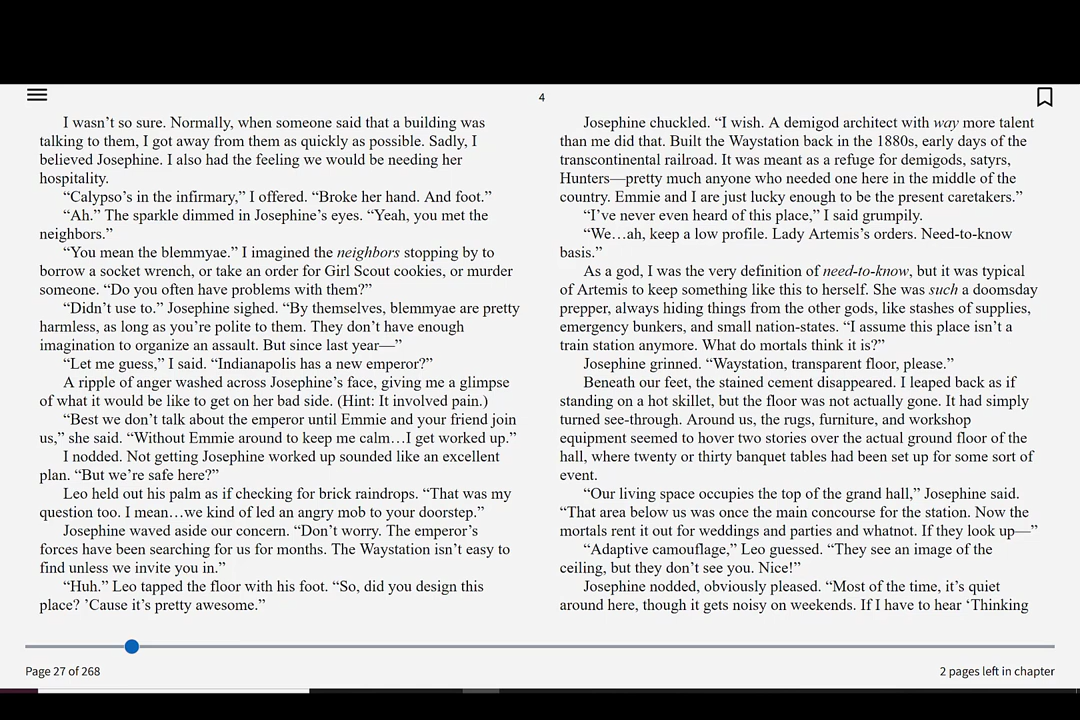 4
I wasn’t so sure. Normally, when someone said that a building was
talking to them, I got away from them as quickly as possible. Sadly, I
believed Josephine. I also had the feeling we would be needing her
hospitality.
“Calypso’s in the infirmary,” I offered. “Broke her hand. And foot.”
“Ah.” The sparkle dimmed in Josephine’s eyes. “Yeah, you met the
neighbors.”
“You mean the blemmyae.” I imagined the neighbors stopping by to
borrow a socket wrench, or take an order for Girl Scout cookies, or murder
someone. “Do you often have problems with them?”
“Didn’t use to.” Josephine sighed. “By themselves, blemmyae are pretty
harmless, as long as you’re polite to them. They don’t have enough
imagination to organize an assault. But since last year—”
“Let me guess,” I said. “Indianapolis has a new emperor?”
A ripple of anger washed across Josephine’s face, giving me a glimpse
of what it would be like to get on her bad side. (Hint: It involved pain.)
“Best we don’t talk about the emperor until Emmie and your friend join
us,” she said. “Without Emmie around to keep me calm…I get worked up.”
I nodded. Not getting Josephine worked up sounded like an excellent
plan. “But we’re safe here?”
Leo held out his palm as if checking for brick raindrops. “That was my
question too. I mean…we kind of led an angry mob to your doorstep.”
Josephine waved aside our concern. “Don’t worry. The emperor’s
forces have been searching for us for months. The Waystation isn’t easy to
find unless we invite you in.”
“Huh.” Leo tapped the floor with his foot. “So, did you design this
place? ’Cause it’s pretty awesome.”
Josephine chuckled. “I wish. A demigod architect with way more talent
than me did that. Built the Waystation back in the 1880s, early days of the
transcontinental railroad. It was meant as a refuge for demigods, satyrs,
Hunters—pretty much anyone who needed one here in the middle of the
country. Emmie and I are just lucky enough to be the present caretakers.”
“I’ve never even heard of this place,” I said grumpily.
“We…ah, keep a low profile. Lady Artemis’s orders. Need-to-know
basis.”
As a god, I was the very definition of need-to-know, but it was typical
of Artemis to keep something like this to herself. She was such a doomsday
prepper, always hiding things from the other gods, like stashes of supplies,
emergency bunkers, and small nation-states. “I assume this place isn’t a
train station anymore. What do mortals think it is?”
Josephine grinned. “Waystation, transparent floor, please.”
Beneath our feet, the stained cement disappeared. I leaped back as if
standing on a hot skillet, but the floor was not actually gone. It had simply
turned see-through. Around us, the rugs, furniture, and workshop
equipment seemed to hover two stories over the actual ground floor of the
hall, where twenty or thirty banquet tables had been set up for some sort of
event.
“Our living space occupies the top of the grand hall,” Josephine said.
“That area below us was once the main concourse for the station. Now the
mortals rent it out for weddings and parties and whatnot. If they look up—”
“Adaptive camouflage,” Leo guessed. “They see an image of the
ceiling, but they don’t see you. Nice!”
Josephine nodded, obviously pleased. “Most of the time, it’s quiet
around here, though it gets noisy on weekends. If I have to hear ‘Thinking
Page 27 of 268
2 pages left in chapter